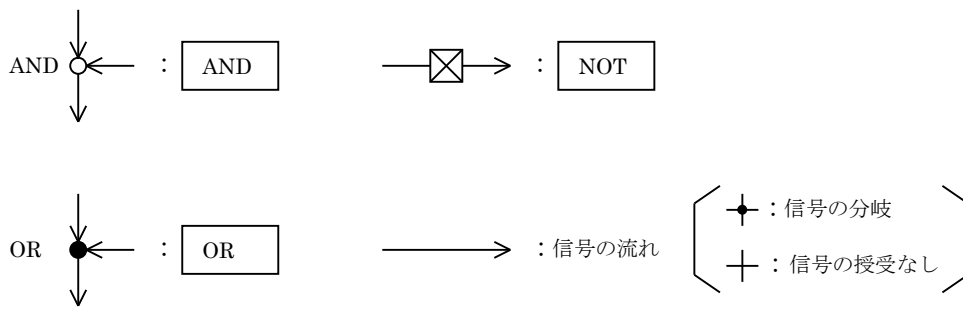 AND : AND : NOT
OR : OR : 信号の流れ
：信号の分岐
：信号の授受なし